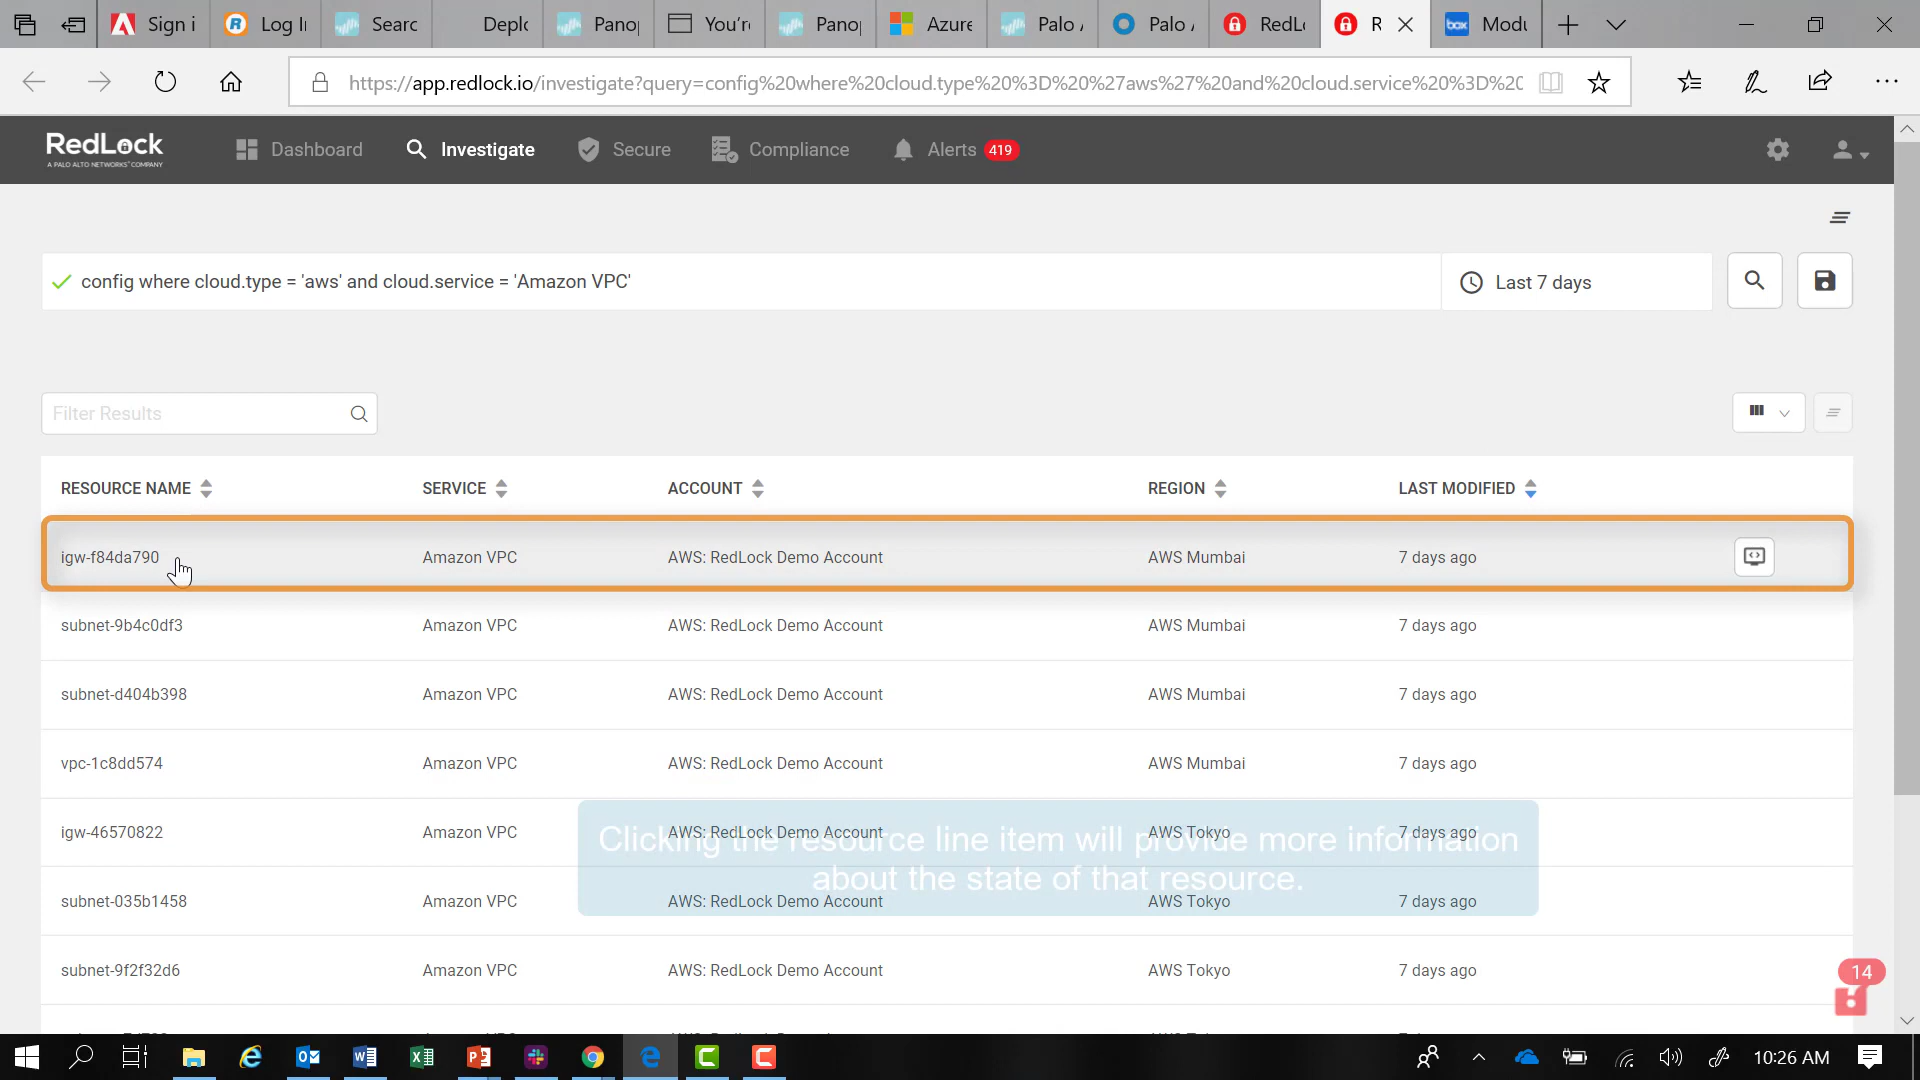 Sign i
Log I
Searc
Deplo
Pano
You'r
Pano
Azure
Palo A
Palo A
RedLo
R
Modu
https://app.redlock.io/investigate?query=config%20where%20cloud.type%20%3D%20%27aws%27%20and%20cloud.service%20%3D%20
RedLock
A PALO ALTO NETWORKS COMPANY
Dashboard
Investigate
Secure
Compliance
Alerts 419
config where cloud.type = 'aws' and cloud.service = 'Amazon VPC'
Last 7 days
Filter Results
RESOURCE NAME SERVICE ACCOUNT REGION LAST MODIFIED
igw-f84da790 Amazon VPC AWS: RedLock Demo Account AWS Mumbai 7 days ago
subnet-9b4c0df3 Amazon VPC AWS: RedLock Demo Account AWS Mumbai 7 days ago
subnet-d404b398 Amazon VPC AWS: RedLock Demo Account AWS Mumbai 7 days ago
vpc-1c8dd574 Amazon VPC AWS: RedLock Demo Account AWS Mumbai 7 days ago
igw-46570822 Amazon VPC AWS: RedLock Demo Account AWS Tokyo 7 days ago
Clicking the resource line item will provide more information
about the state of that resource.
subnet-035b1458 Amazon VPC AWS: RedLock Demo Account AWS Tokyo 7 days ago
subnet-9f2f32d6 Amazon VPC AWS: RedLock Demo Account AWS Tokyo 7 days ago
14
10:26 AM